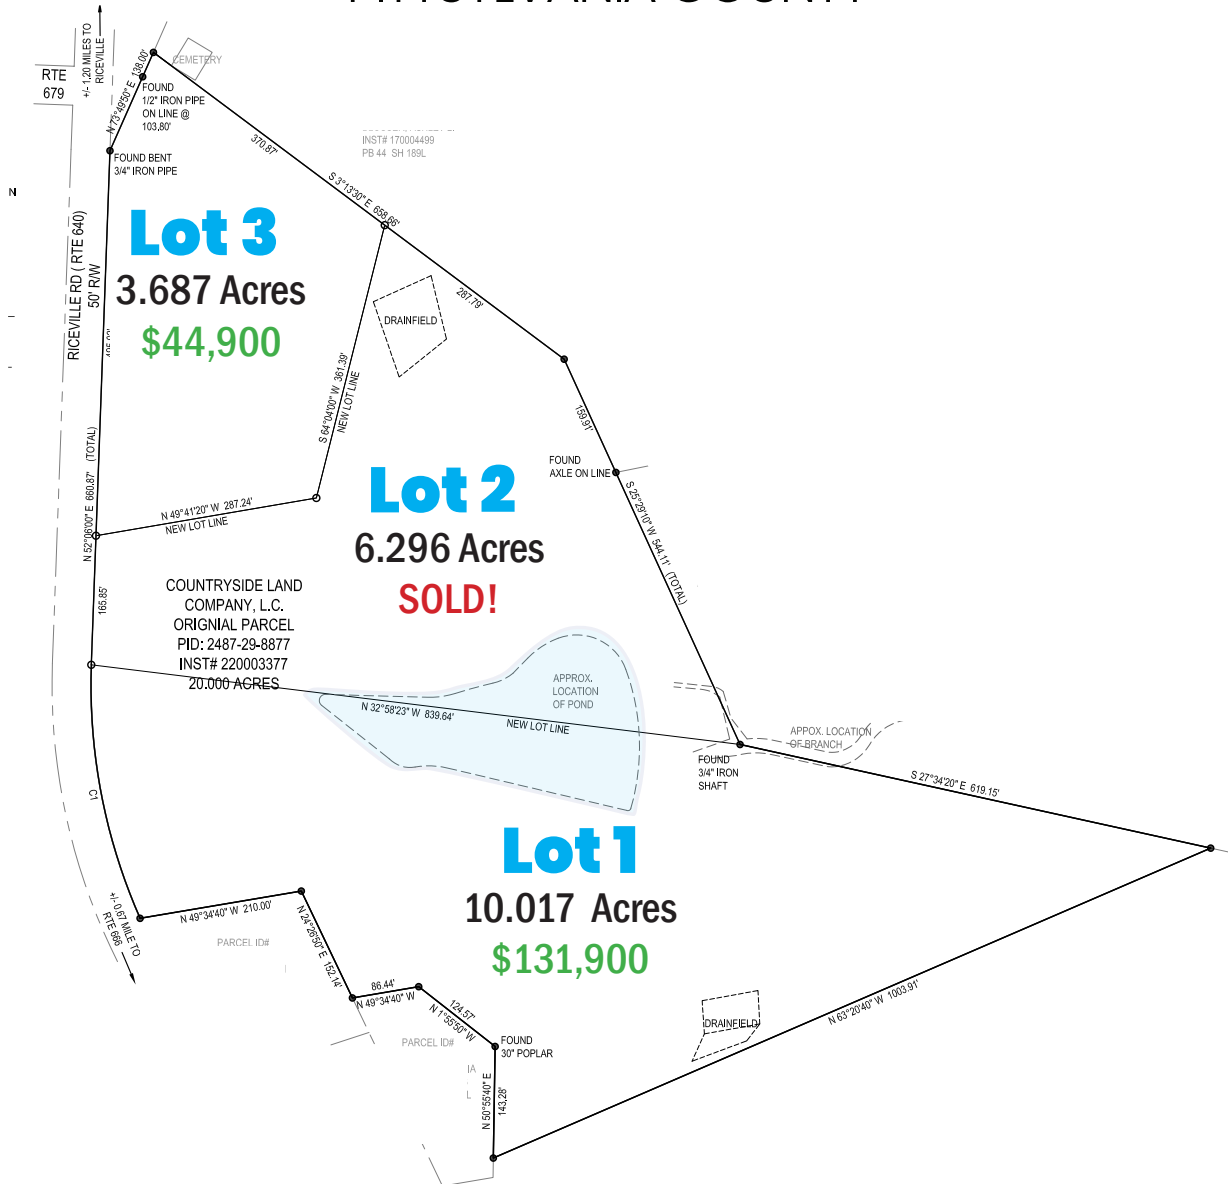 RTE
679
+/- 1.20 MILES TO
RICEVILLE
N 73°49'50" E 138.00'
CEMETERY
FOUND
1/2" IRON PIPE
ON LINE @
103.80'
FOUND BENT
3/4" IRON PIPE
370.87'
S 3°13'30" E 658.66'
INST# 170004499
PB 44 SH 189L
N
RICEVILLE RD ( RTE 640)
50' R/W
Lot 3
3.687 Acres
$44,900
DRAINFIELD
287.79'
S 64°04'00" W 361.39'
NEW LOT LINE
159.91'
FOUND
AXLE ON LINE
S 25°29'10" W 544.11' (TOTAL)
N 52°06'00" E 660.87' (TOTAL)
N 49°41'20" W 287.24'
NEW LOT LINE
Lot 2
6.296 Acres
SOLD!
165.85'
COUNTRYSIDE LAND
COMPANY, L.C.
ORIGNIAL PARCEL
PID: 2487-29-8877
INST# 220003377
20.000 ACRES
APPROX.
LOCATION
OF POND
N 32°58'23" W 839.64'
NEW LOT LINE
APPOX. LOCATION
OF BRANCH
FOUND
3/4" IRON
SHAFT
S 27°34'20" E 619.15'
C1
Lot 1
10.017 Acres
$131,900
+/- 0.67 MILE TO
RTE 666
N 49°34'40" W 210.00'
PARCEL ID#
N 24°26'50" E 152.14'
86.44'
N 49°34'40" W
124.57'
N 1°55'50" W
PARCEL ID#
FOUND
30" POPLAR
IA
L
N 50°55'40" E
143.28'
DRAINFIELD
N 63°20'40" W 1003.91'